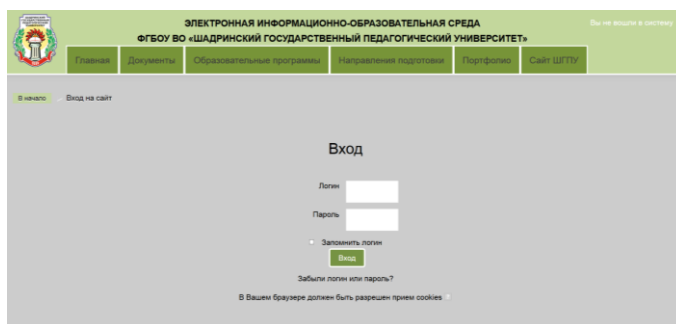 ЭЛЕКТРОННАЯ ИНФОРМАЦИОННО-ОБРАЗОВАТЕЛЬНАЯ СРЕДА
Вы не вошли в систему
ФГБОУ ВО «ШАДРИНСКИЙ ГОСУДАРСТВЕННЫЙ ПЕДАГОГИЧЕСКИЙ УНИВЕРСИТЕТ»
Главная Документы Образовательные программы Направления подготовки Портфолио Сайт ШГПУ
В начало Вход на сайт
Вход
Логин
Пароль
Запомнить логин
Вход
Забыли логин или пароль?
В Вашем браузере должен быть разрешен прием cookies